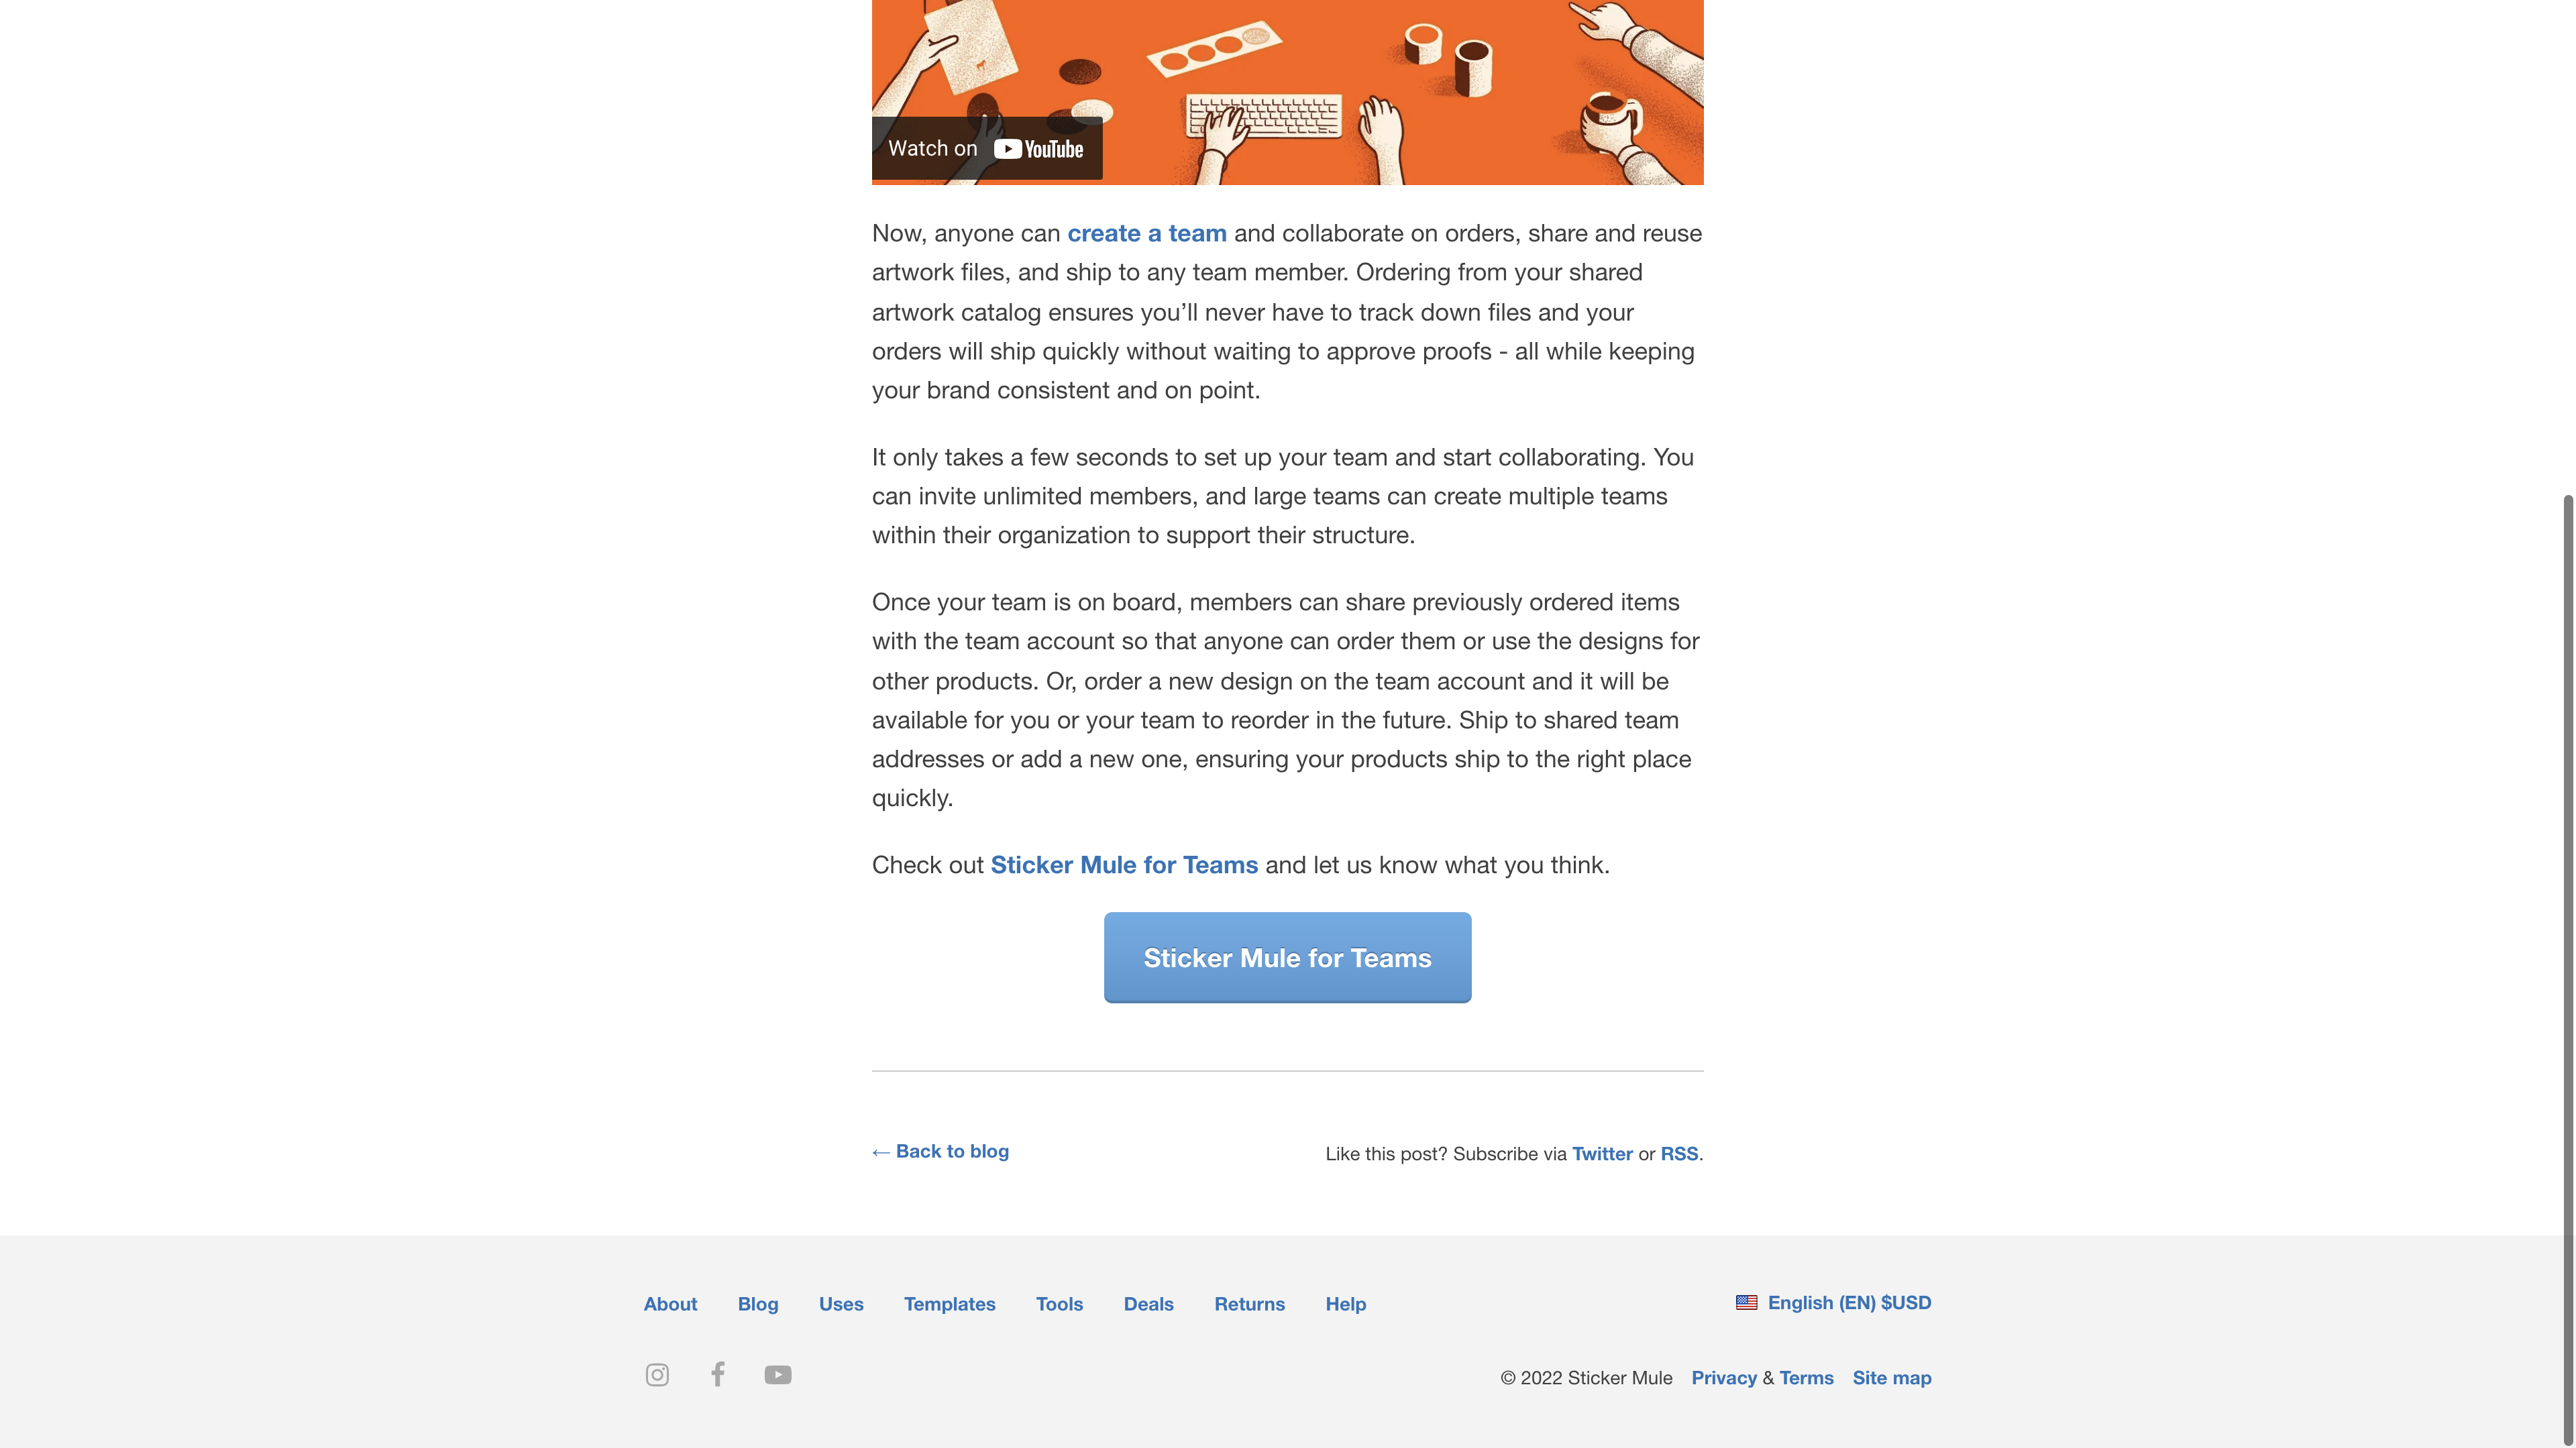 Watch on YouTube
Now, anyone can create a team and collaborate on orders, share and reuse
artwork files, and ship to any team member. Ordering from your shared
artwork catalog ensures you’ll never have to track down files and your
orders will ship quickly without waiting to approve proofs - all while keeping
your brand consistent and on point.
It only takes a few seconds to set up your team and start collaborating. You
can invite unlimited members, and large teams can create multiple teams
within their organization to support their structure.
Once your team is on board, members can share previously ordered items
with the team account so that anyone can order them or use the designs for
other products. Or, order a new design on the team account and it will be
available for you or your team to reorder in the future. Ship to shared team
addresses or add a new one, ensuring your products ship to the right place
quickly.
Check out Sticker Mule for Teams and let us know what you think.
Sticker Mule for Teams
← Back to blog
Like this post? Subscribe via Twitter or RSS.
About Blog Uses Templates Tools Deals Returns Help
English (EN) $USD
© 2022 Sticker Mule Privacy & Terms Site map